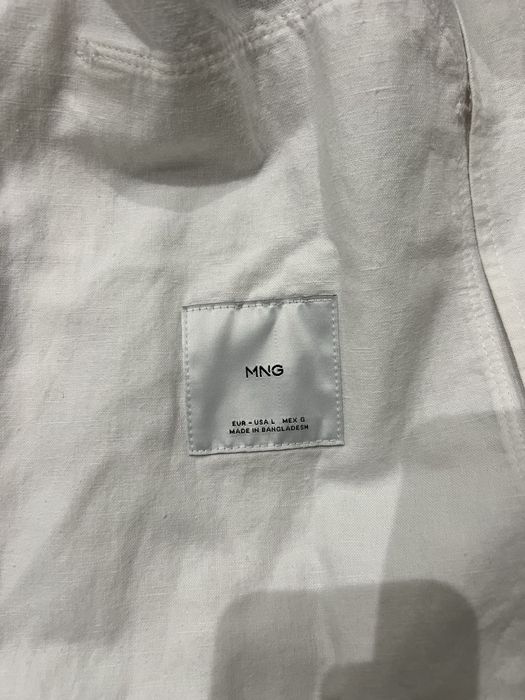 MNG
EUR - USA L MEX G
MADE IN BANGLADESH